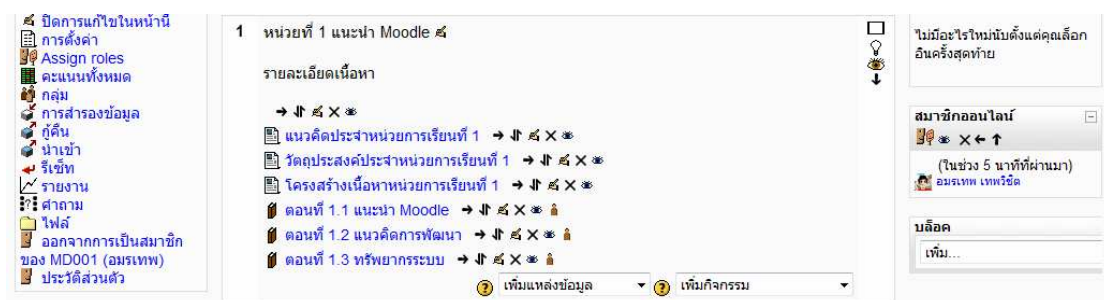 ปิดการแก้ไขในหน้านี้
การตั้งค่า
Assign roles
คะแนนทั้งหมด
กลุ่ม
การสำรองข้อมูล
กู้คืน
นำเข้า
รีเซ็ท
รายงาน
คำถาม
ไฟล์
ออกจากการเป็นสมาชิก
ของ MD001 (อมรเทพ)
ประวัติส่วนตัว
1 หน่วยที่ 1 แนะนำ Moodle
รายละเอียดเนื้อหา
แนวคิดประจำหน่วยการเรียนที่ 1
วัตถุประสงค์ประจำหน่วยการเรียนที่ 1
โครงสร้างเนื้อหาหน่วยการเรียนที่ 1
ตอนที่ 1.1 แนะนำ Moodle
ตอนที่ 1.2 แนวคิดการพัฒนา
ตอนที่ 1.3 ทรัพยากรระบบ
เพิ่มแหล่งข้อมูล เพิ่มกิจกรรม
ไม่มีอะไรใหม่นับตั้งแต่คุณล็อก
อินครั้งสุดท้าย
สมาชิกออนไลน์
(ในช่วง 5 นาทีที่ผ่านมา)
อมรเทพ เทพวิชิต
บล็อค
เพิ่ม...